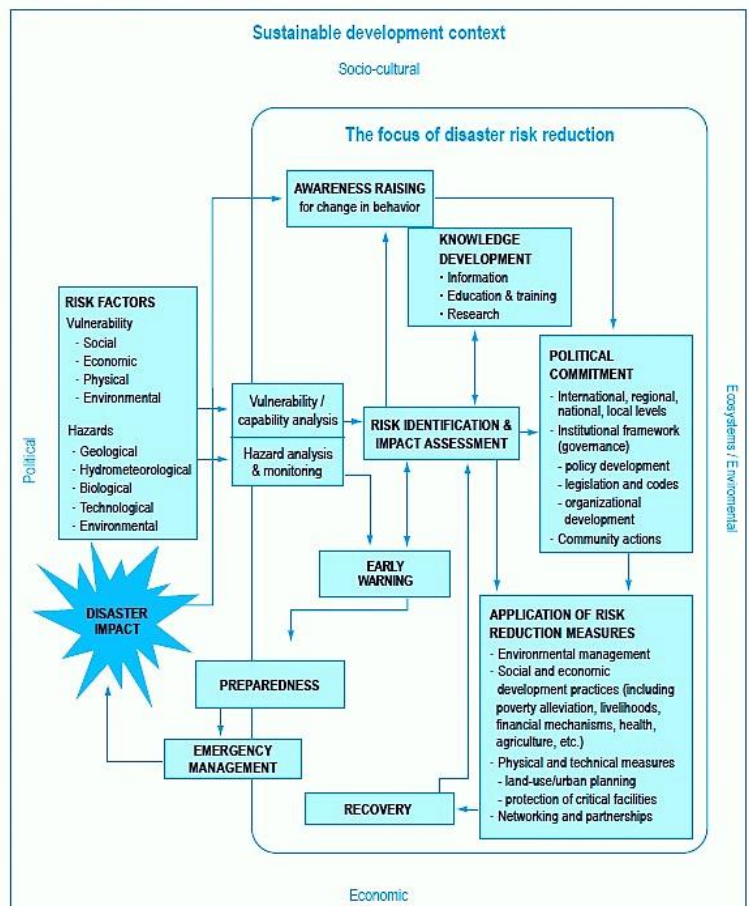 Sustainable development context
Socio-cultural
The focus of disaster risk reduction
AWARENESS RAISING
for change in behavior
KNOWLEDGE
DEVELOPMENT
• Information
• Education & training
• Research
RISK FACTORS
Vulnerability
- Social
- Economic
- Physical
- Environmental
Hazards
- Geological
- Hydrometeorological
- Biological
- Technological
- Environmental
Political
Vulnerability /
capability analysis
Hazard analysis
& monitoring
RISK IDENTIFICATION &
IMPACT ASSESSMENT
POLITICAL
COMMITMENT
- International, regional,
national, local levels
- Institutional framework
(governance)
- policy development
- legislation and codes
- organizational
development
- Community actions
Ecosystems / Enviromental
EARLY
WARNING
DISASTER
IMPACT
PREPAREDNESS
EMERGENCY
MANAGEMENT
RECOVERY
APPLICATION OF RISK
REDUCTION MEASURES
- Environmental management
- Social and economic
development practices (including
poverty alleviation, livelihoods,
financial mechanisms, health,
agriculture, etc.)
- Physical and technical measures
- land-use/urban planning
- protection of critical facilities
- Networking and partnerships
Economic